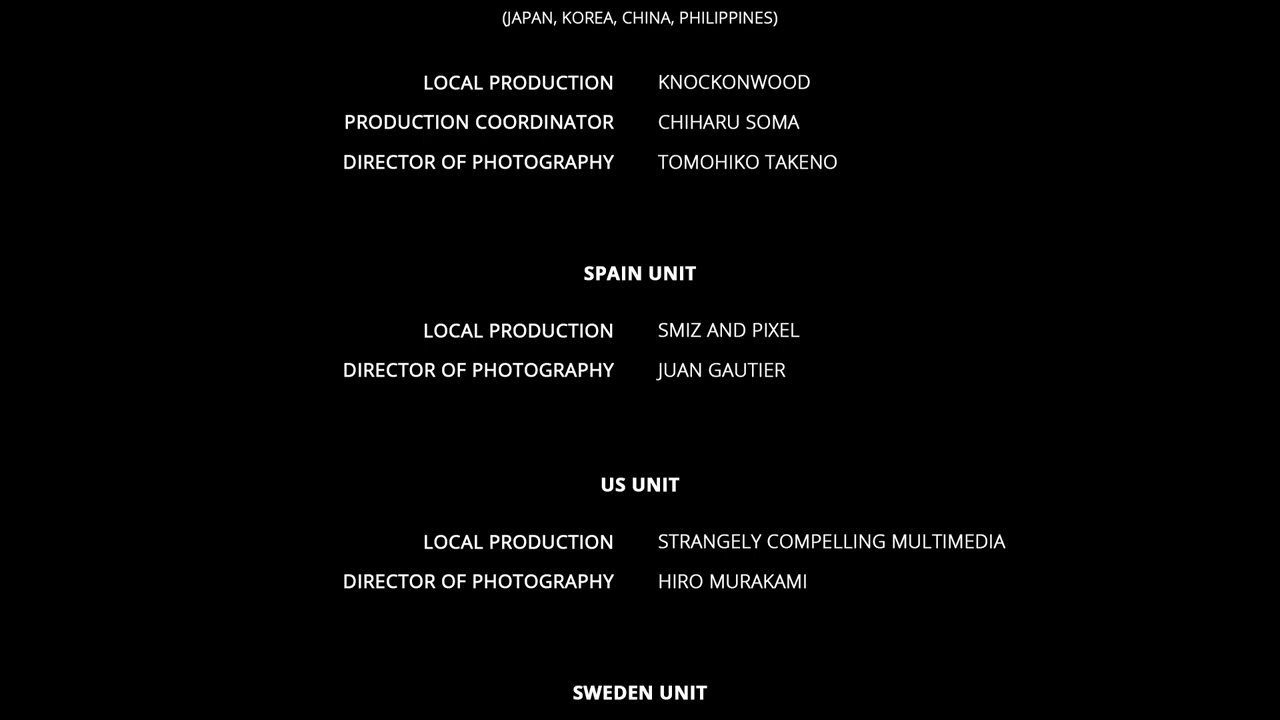 (JAPAN, KOREA, CHINA, PHILIPPINES)
LOCAL PRODUCTION KNOCKONWOOD
PRODUCTION COORDINATOR CHIHARU SOMA
DIRECTOR OF PHOTOGRAPHY TOMOHIKO TAKENO
SPAIN UNIT
LOCAL PRODUCTION SMIZ AND PIXEL
DIRECTOR OF PHOTOGRAPHY JUAN GAUTIER
US UNIT
LOCAL PRODUCTION STRANGELY COMPELLING MULTIMEDIA
DIRECTOR OF PHOTOGRAPHY HIRO MURAKAMI
SWEDEN UNIT